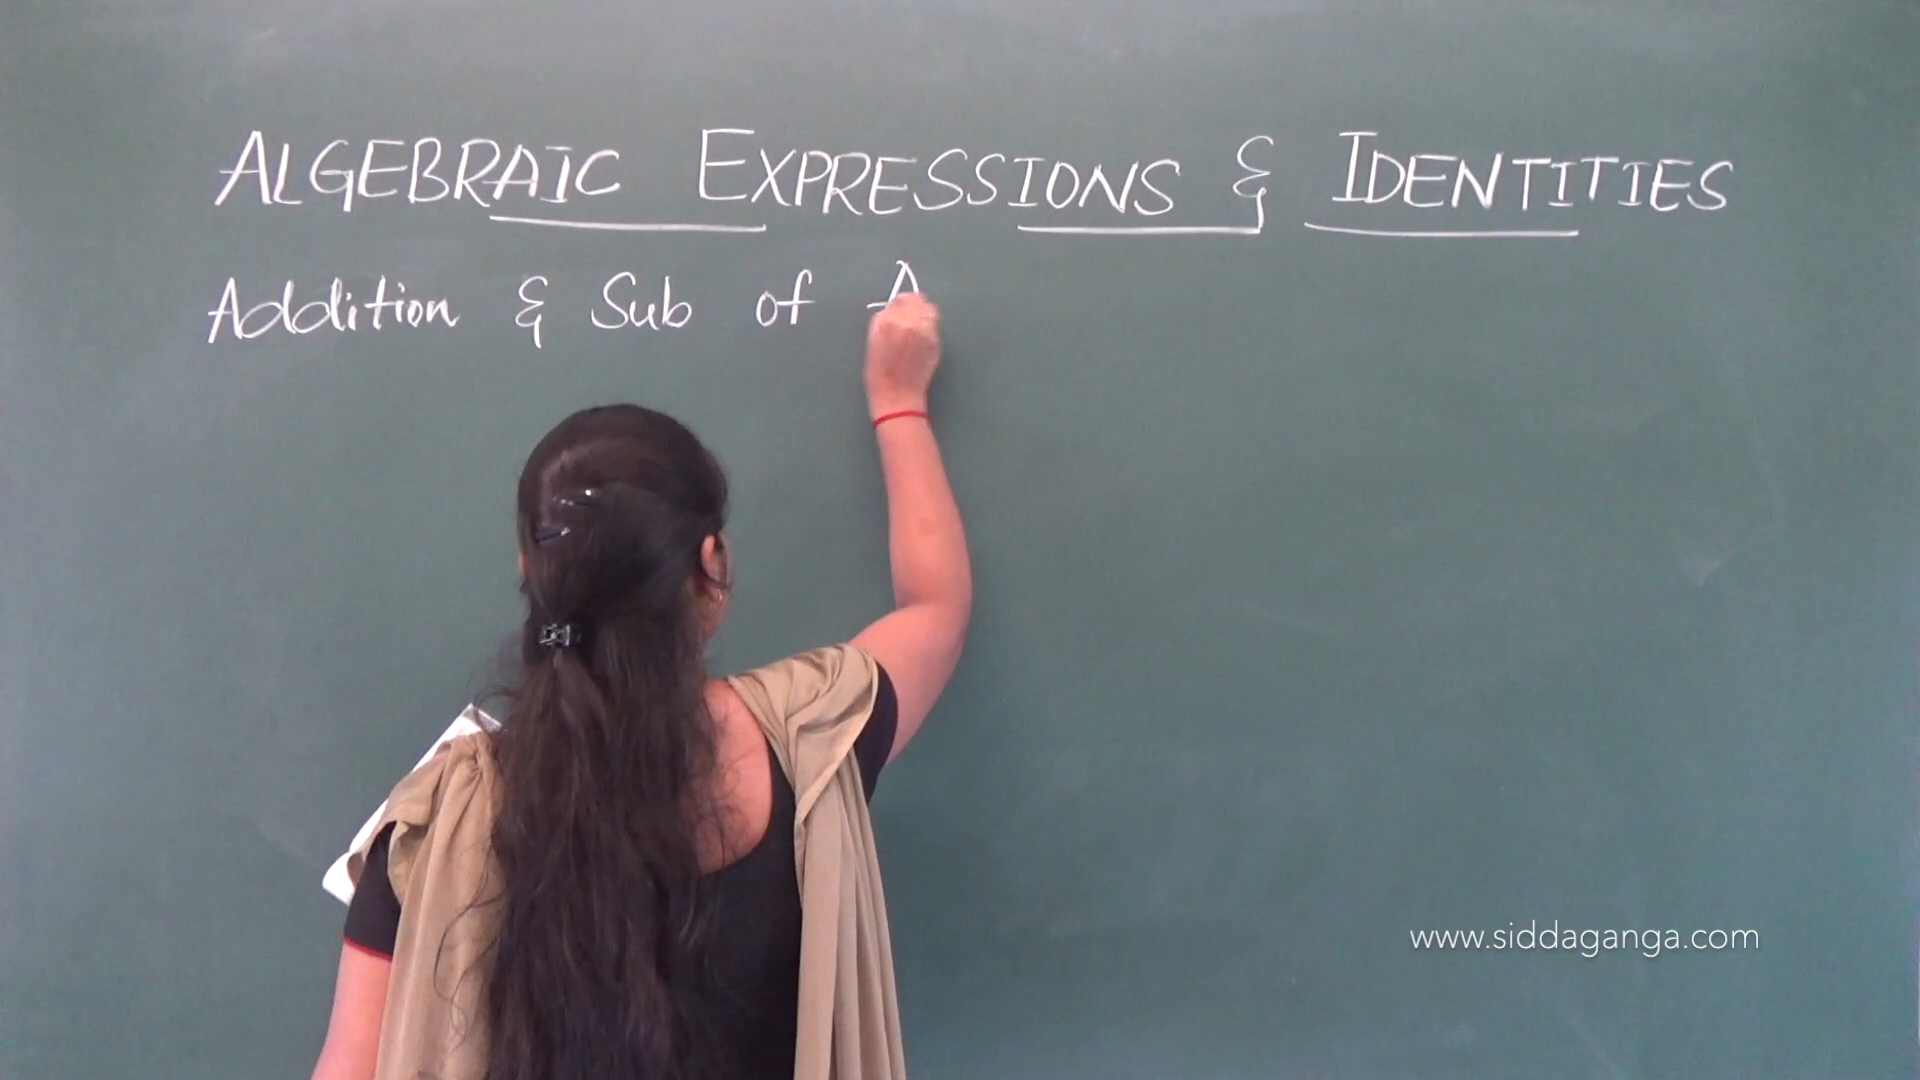 ALGEBRAIC EXPRESSIONS & IDENTITIES
Addition & Sub of A
www.siddaganga.com